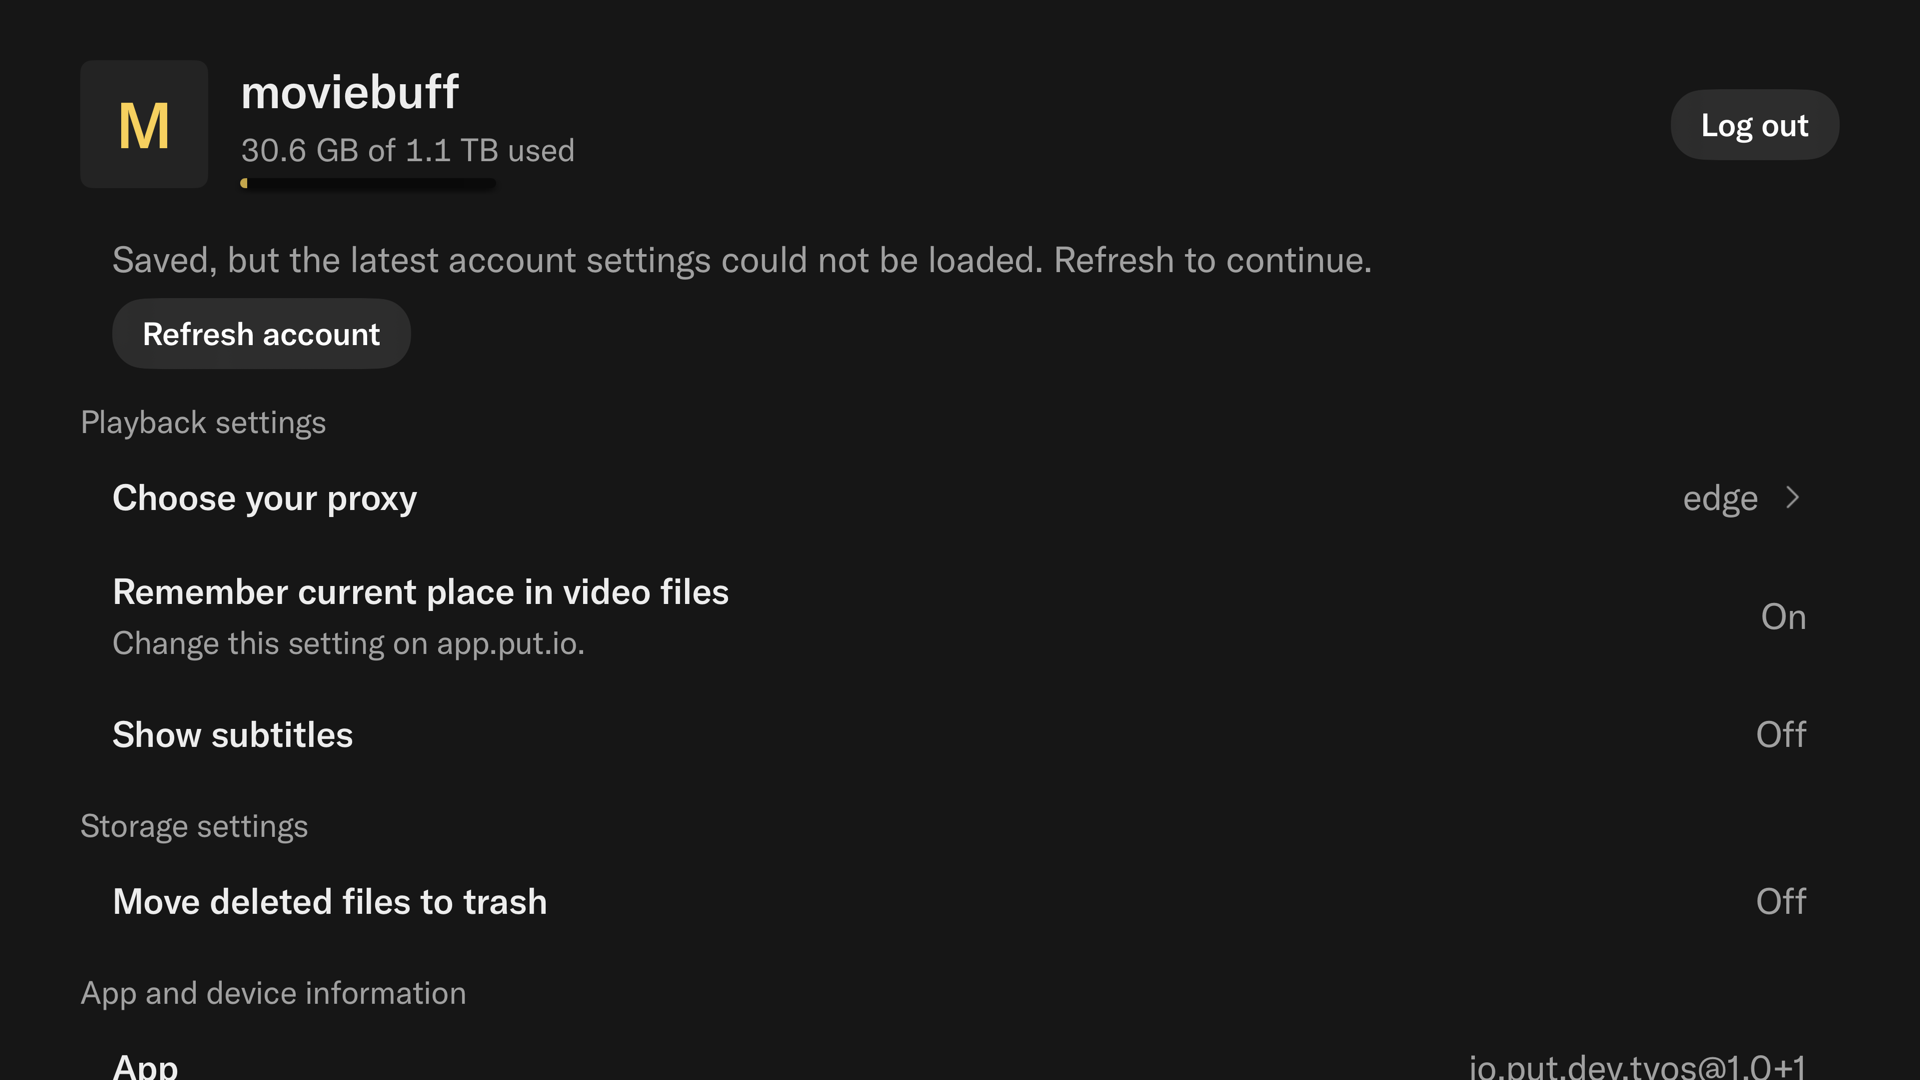 M
moviebuff
30.6 GB of 1.1 TB used
Log out
Saved, but the latest account settings could not be loaded. Refresh to continue.
Refresh account
Playback settings
Choose your proxy
edge
Remember current place in video files
Change this setting on app.put.io.
On
Show subtitles
Off
Storage settings
Move deleted files to trash
Off
App and device information
App
io.put.dev.tvos@1.0+1